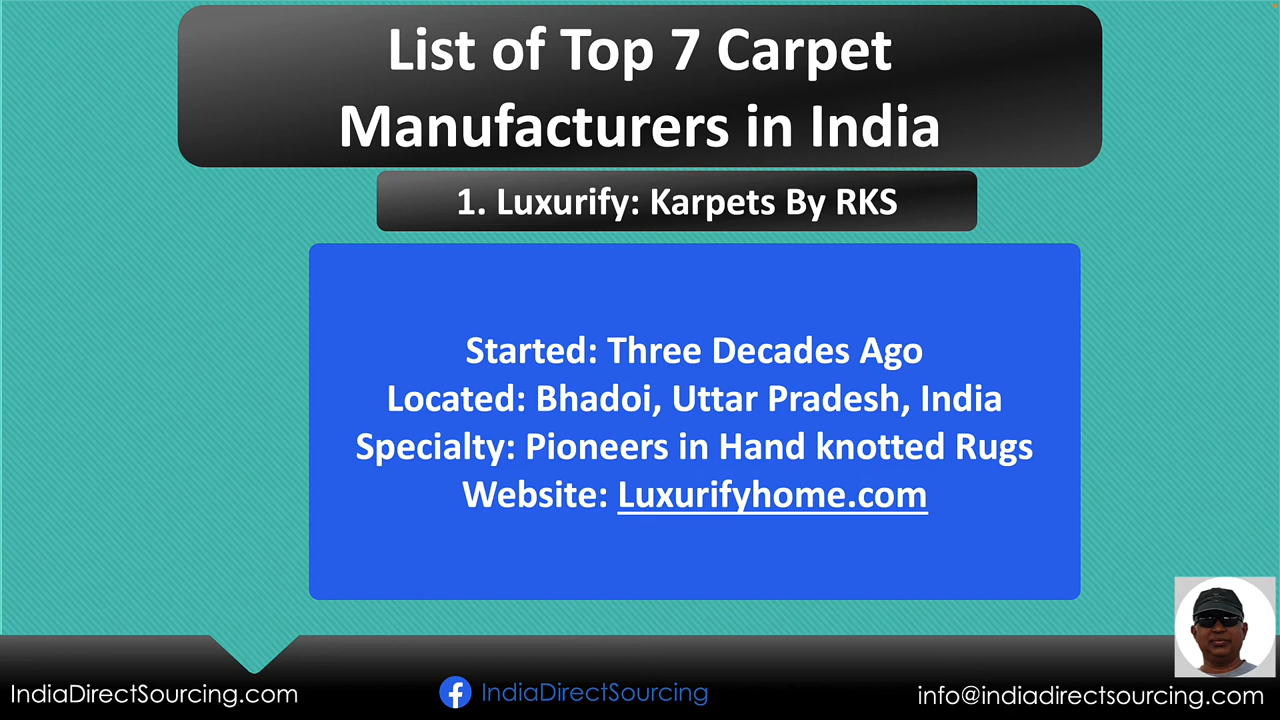 List of Top 7 Carpet
Manufacturers in India
1. Luxurify: Karpets By RKS
Started: Three Decades Ago
Located: Bhadoi, Uttar Pradesh, India
Specialty: Pioneers in Hand knotted Rugs
Website: Luxurifyhome.com
IndiaDirectSourcing.com
IndiaDirectSourcing
info@indiadirectsourcing.com